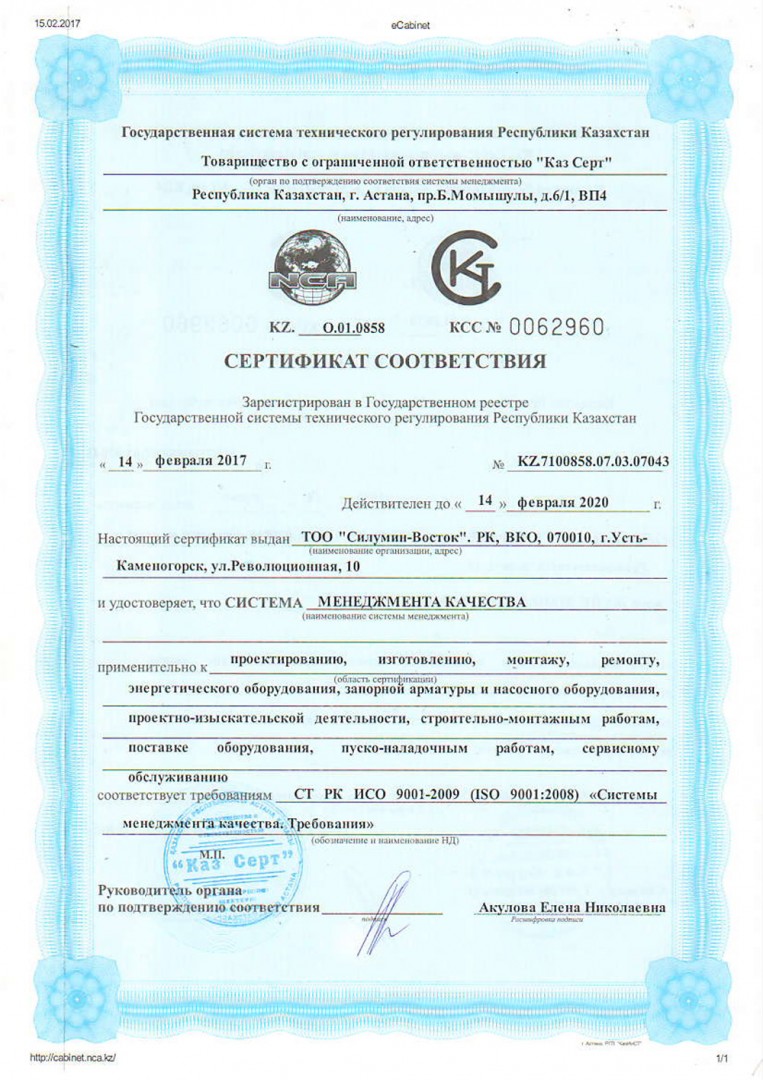 15.02.2017 eCabinet
Государственная система технического регулирования Республики Казахстан
Товарищество с ограниченной ответственностью "Каз Серт"
(орган по подтверждению соответствия системы менеджмента)
Республика Казахстан, г. Астана, пр.Б.Момышулы, д.6/1, ВП4
(наименование, адрес)
NCA КСТ
KZ. О.01.0858 КСС № 0062960
СЕРТИФИКАТ СООТВЕТСТВИЯ
Зарегистрирован в Государственном реестре
Государственной системы технического регулирования Республики Казахстан
« 14 » февраля 2017 г. № KZ.7100858.07.03.07043
Действителен до « 14 » февраля 2020 г.
Настоящий сертификат выдан ТОО "Силумин-Восток". РК, ВКО, 070010, г.Усть-
(наименование организации, адрес)
Каменогорск, ул.Революционная, 10
и удостоверяет, что СИСТЕМА МЕНЕДЖМЕНТА КАЧЕСТВА
(наименование системы менеджмента)
применительно к проектированию, изготовлению, монтажу, ремонту,
(область сертификации)
энергетического оборудования, запорной арматуры и насосного оборудования,
проектно-изыскательской деятельности, строительно-монтажным работам,
поставке оборудования, пуско-наладочным работам, сервисному
обслуживанию
соответствует требованиям СТ РК ИСО 9001-2009 (ISO 9001:2008) «Системы
менеджмента качества. Требования»
(обозначение и наименование НД)
М.П.
"Каз Серт"
Руководитель органа
по подтверждению соответствия Акулова Елена Николаевна
подпись Расшифровка подписи
http://cabinet.nca.kz/ 1/1